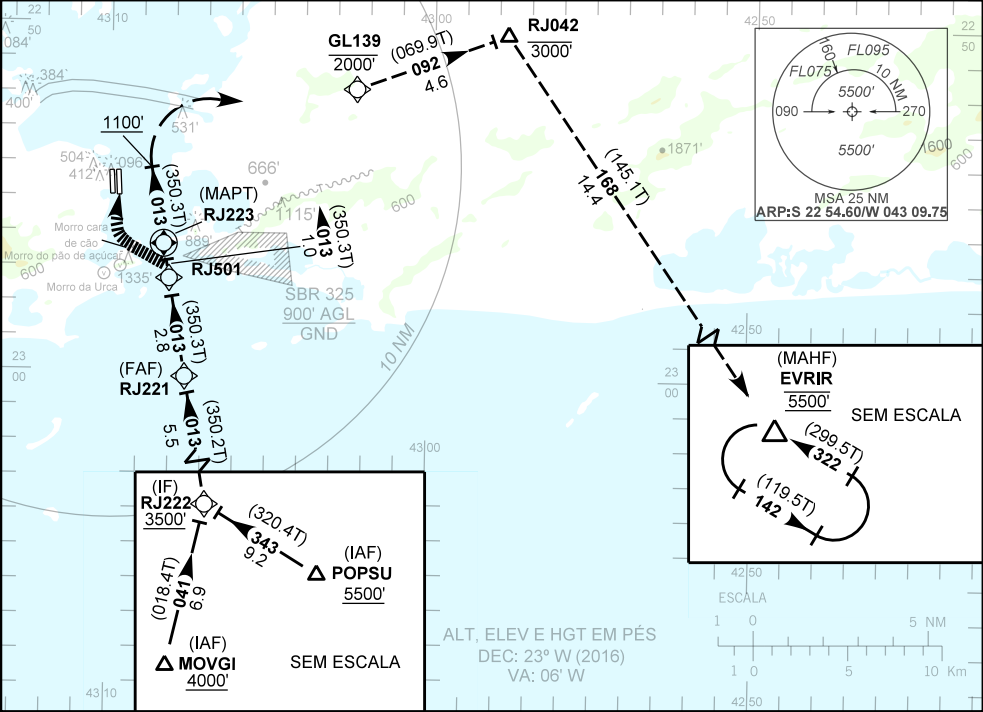 43 10
43 00
42 50
22
50
084'
384'
400'
GL139
2000'
(069.9T)
092
4.6
RJ042
3000'
22
50
FL095
160
FL075
10 NM
5500'
090
270
5500'
MSA 25 NM
ARP:S 22 54.60/W 043 09.75
1600
600
1100'
531'
504'
096
412'
(350.3T)
013
(MAPT)
RJ223
666'
1115'
600
1871'
(145.1T)
168
14.4
Morro cara
de cão
Morro do pão de açucar
Morro da Urca
600
1335'
889'
RJ501
(350.3T)
013
1.0
SBR 325
900' AGL
GND
10 NM
(350.3T)
013
2.8
23
00
(FAF)
RJ221
(350.2T)
013
5.5
43 00
42 50
23
00
(MAHF)
EVRIR
5500'
SEM ESCALA
(299.5T)
322
(119.5T)
142
(IF)
RJ222
3500'
(320.4T)
343
9.2
(IAF)
POPSU
5500'
(018.4T)
041
6.9
(IAF)
MOVGI
4000'
SEM ESCALA
ALT, ELEV E HGT EM PÉS
DEC: 23º W (2016)
VA: 06' W
42 50
ESCALA
1 0 5 NM
1 0 5 10 Km
43 10
42 50